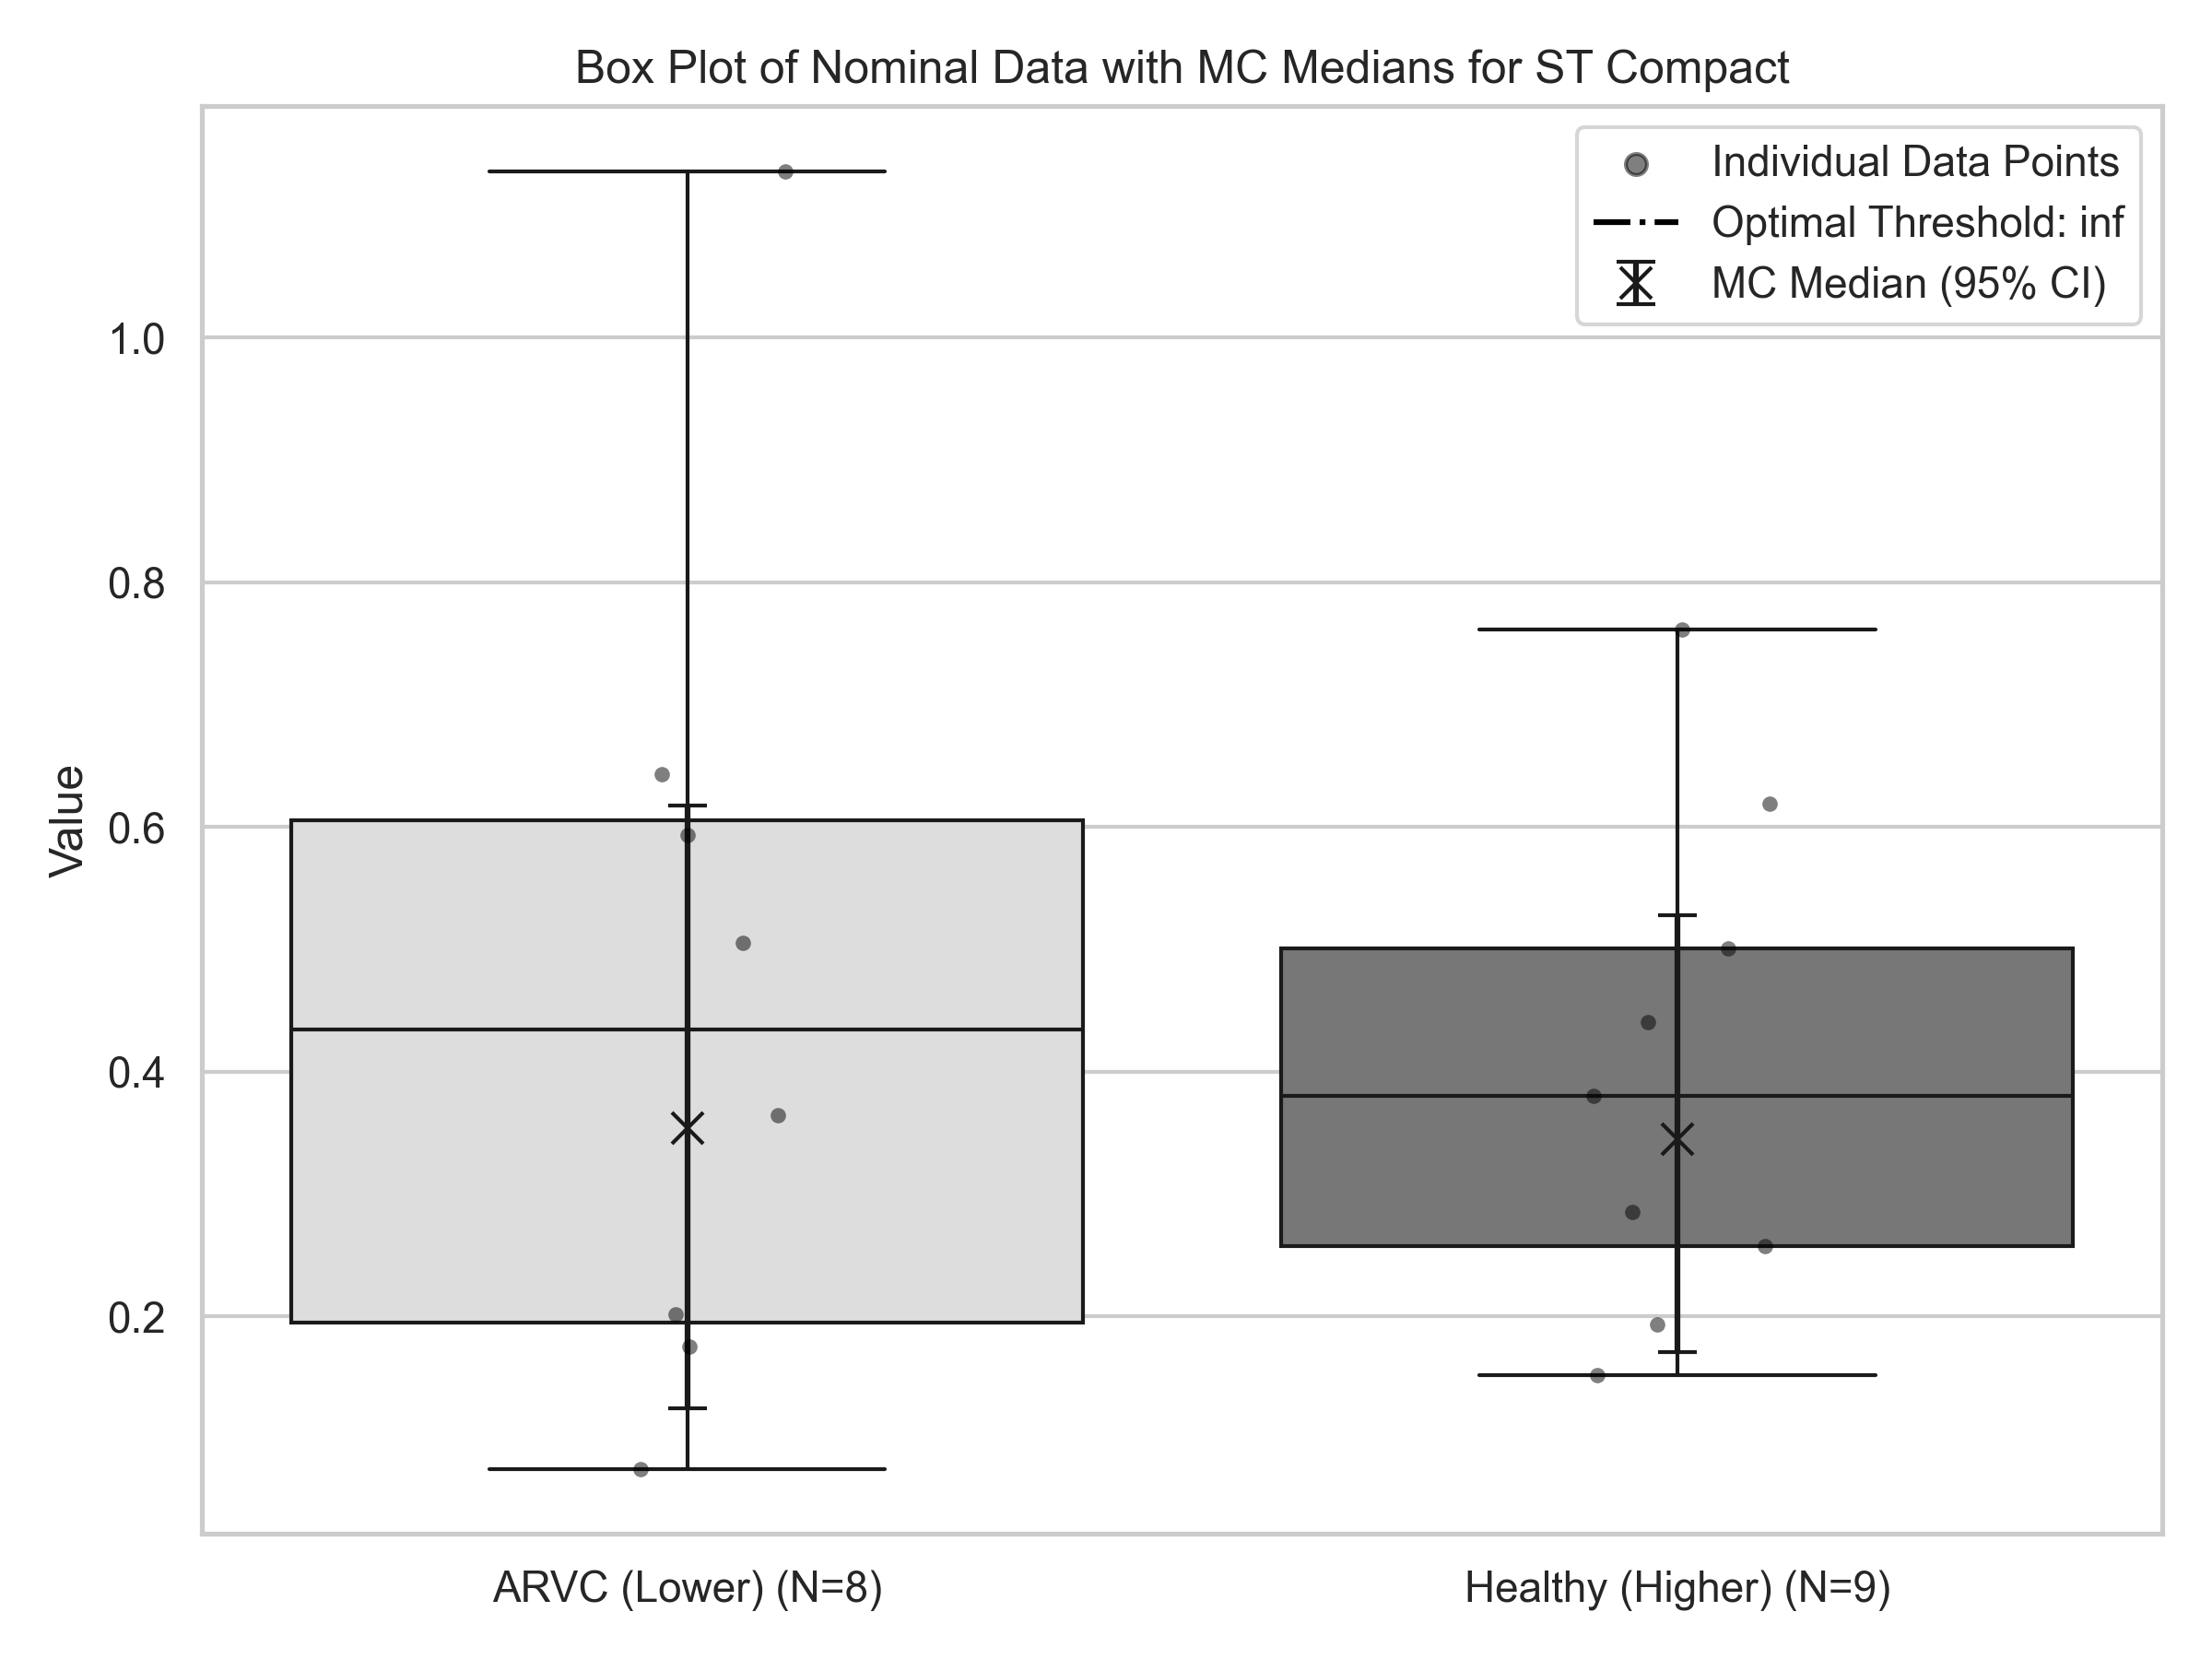 Box Plot of Nominal Data with MC Medians for ST Compact
Individual Data Points
Optimal Threshold: inf
MC Median (95% CI)
1.0
0.8
0.6
0.4
0.2
Value
ARVC (Lower) (N=8)
Healthy (Higher) (N=9)